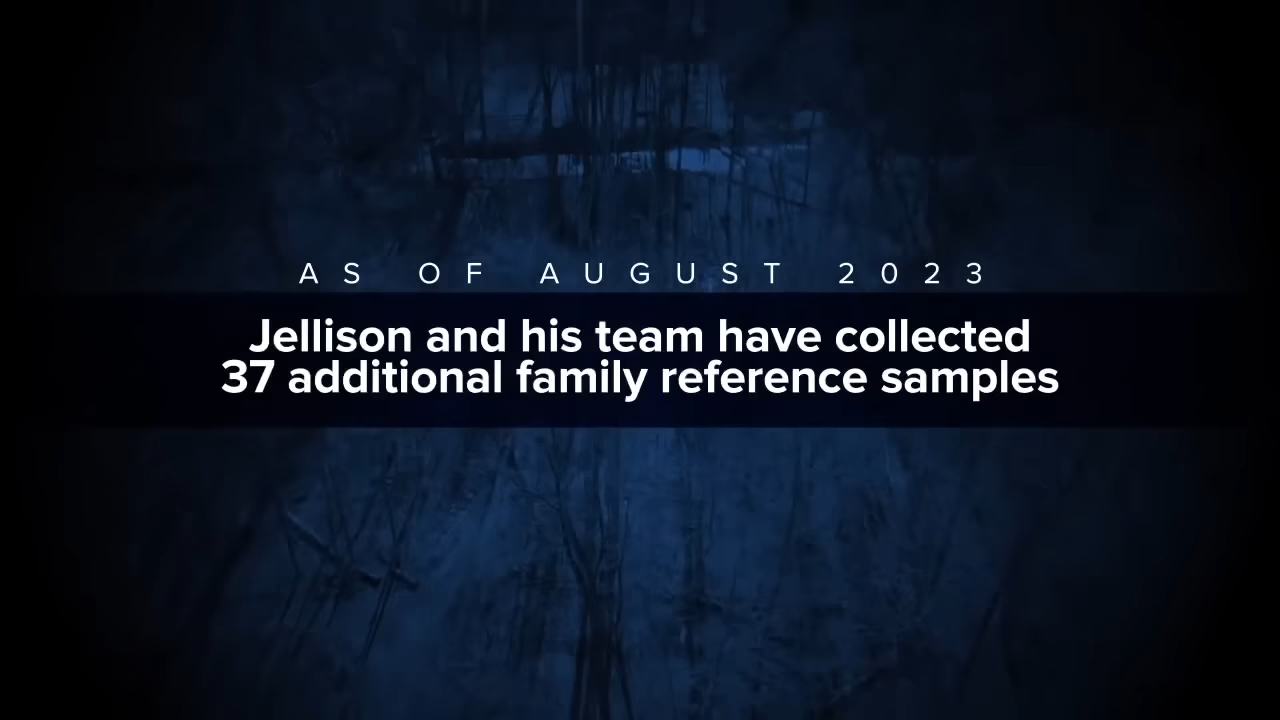 AS OF AUGUST 2023
Jellison and his team have collected
37 additional family reference samples